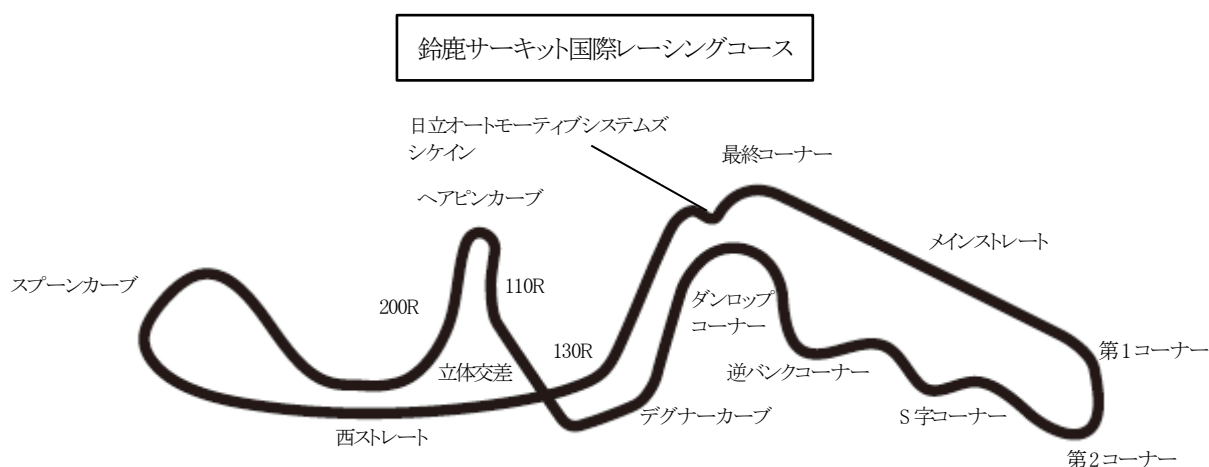 鈴鹿サーキット国際レーシングコース
日立オートモーティブシステムズ
シケイン
最終コーナー
ヘアピンカーブ
メインストレート
スプーンカーブ
110R
200R
ダンロップ
コーナー
130R
第1コーナー
立体交差
逆バンクコーナー
デグナーカーブ
S字コーナー
西ストレート
第2コーナー